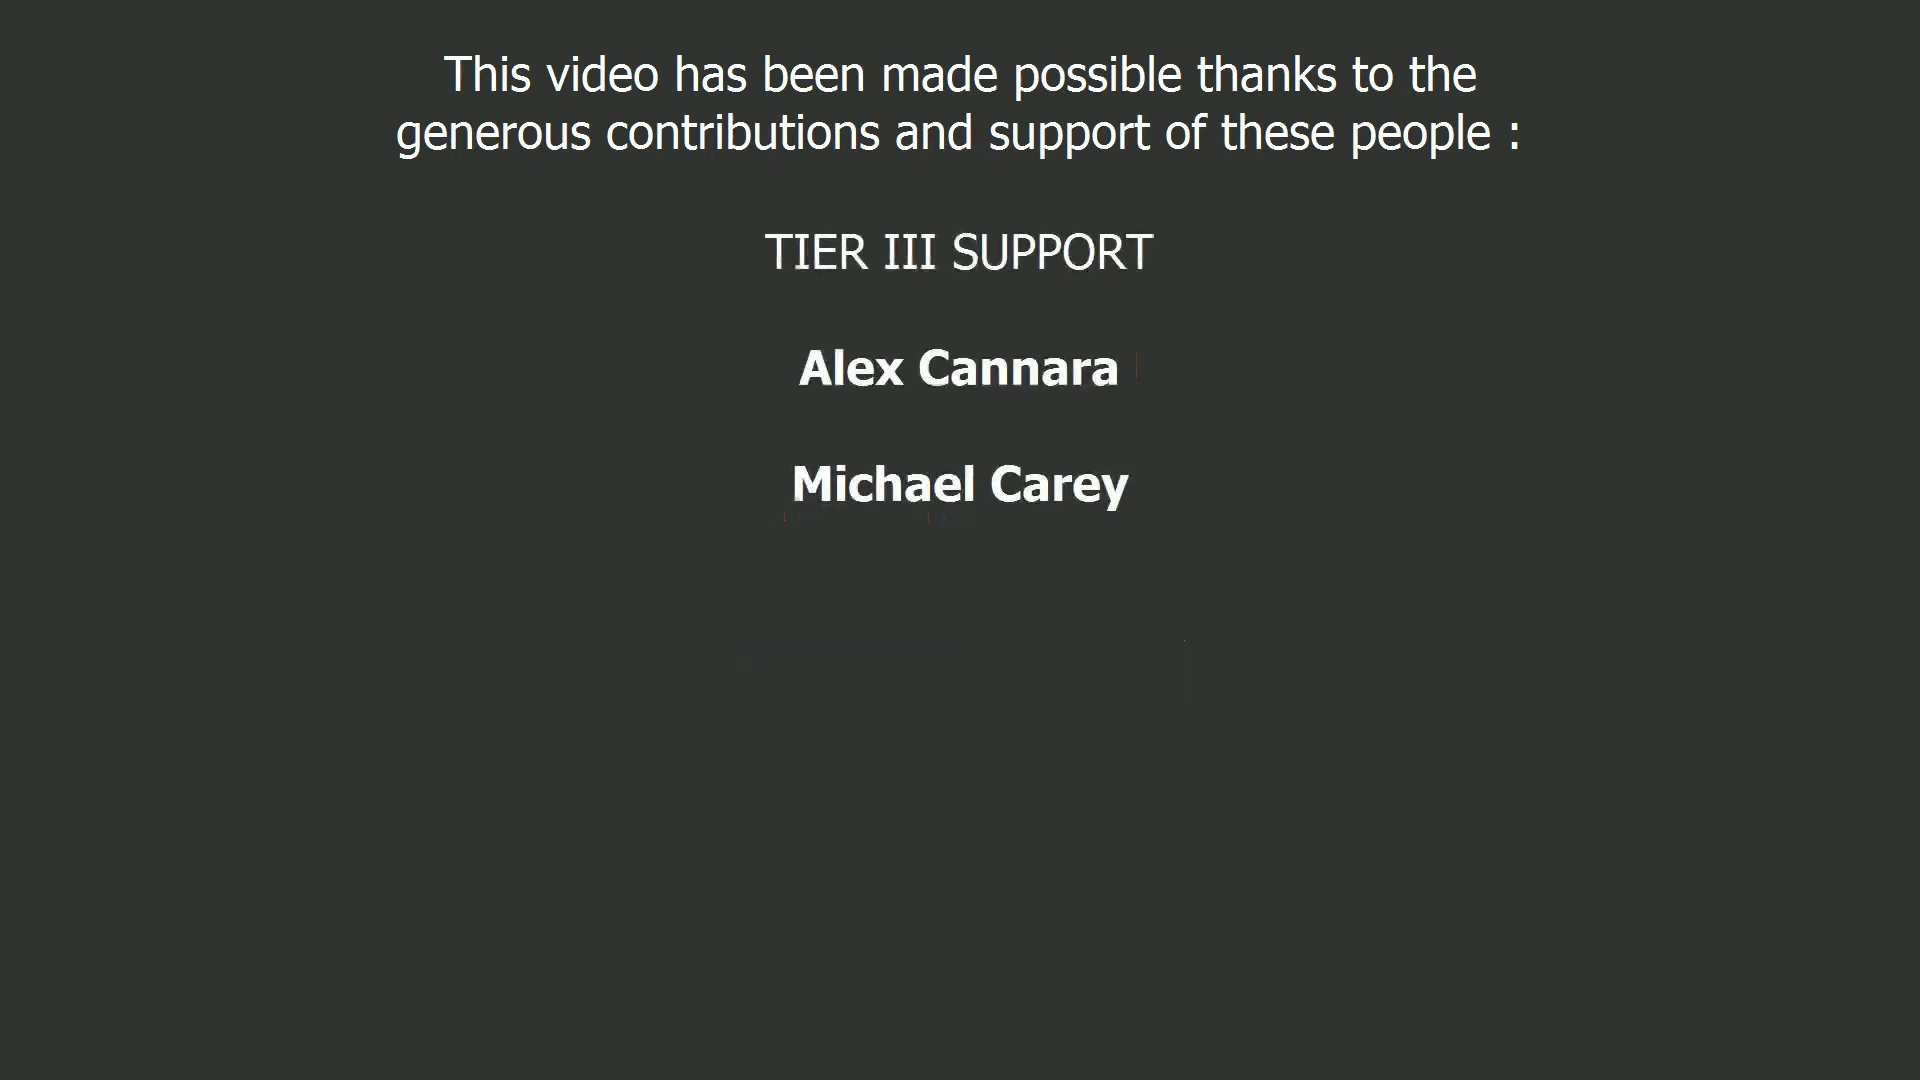 This video has been made possible thanks to the
generous contributions and support of these people :
TIER III SUPPORT
Alex Cannara
Michael Carey